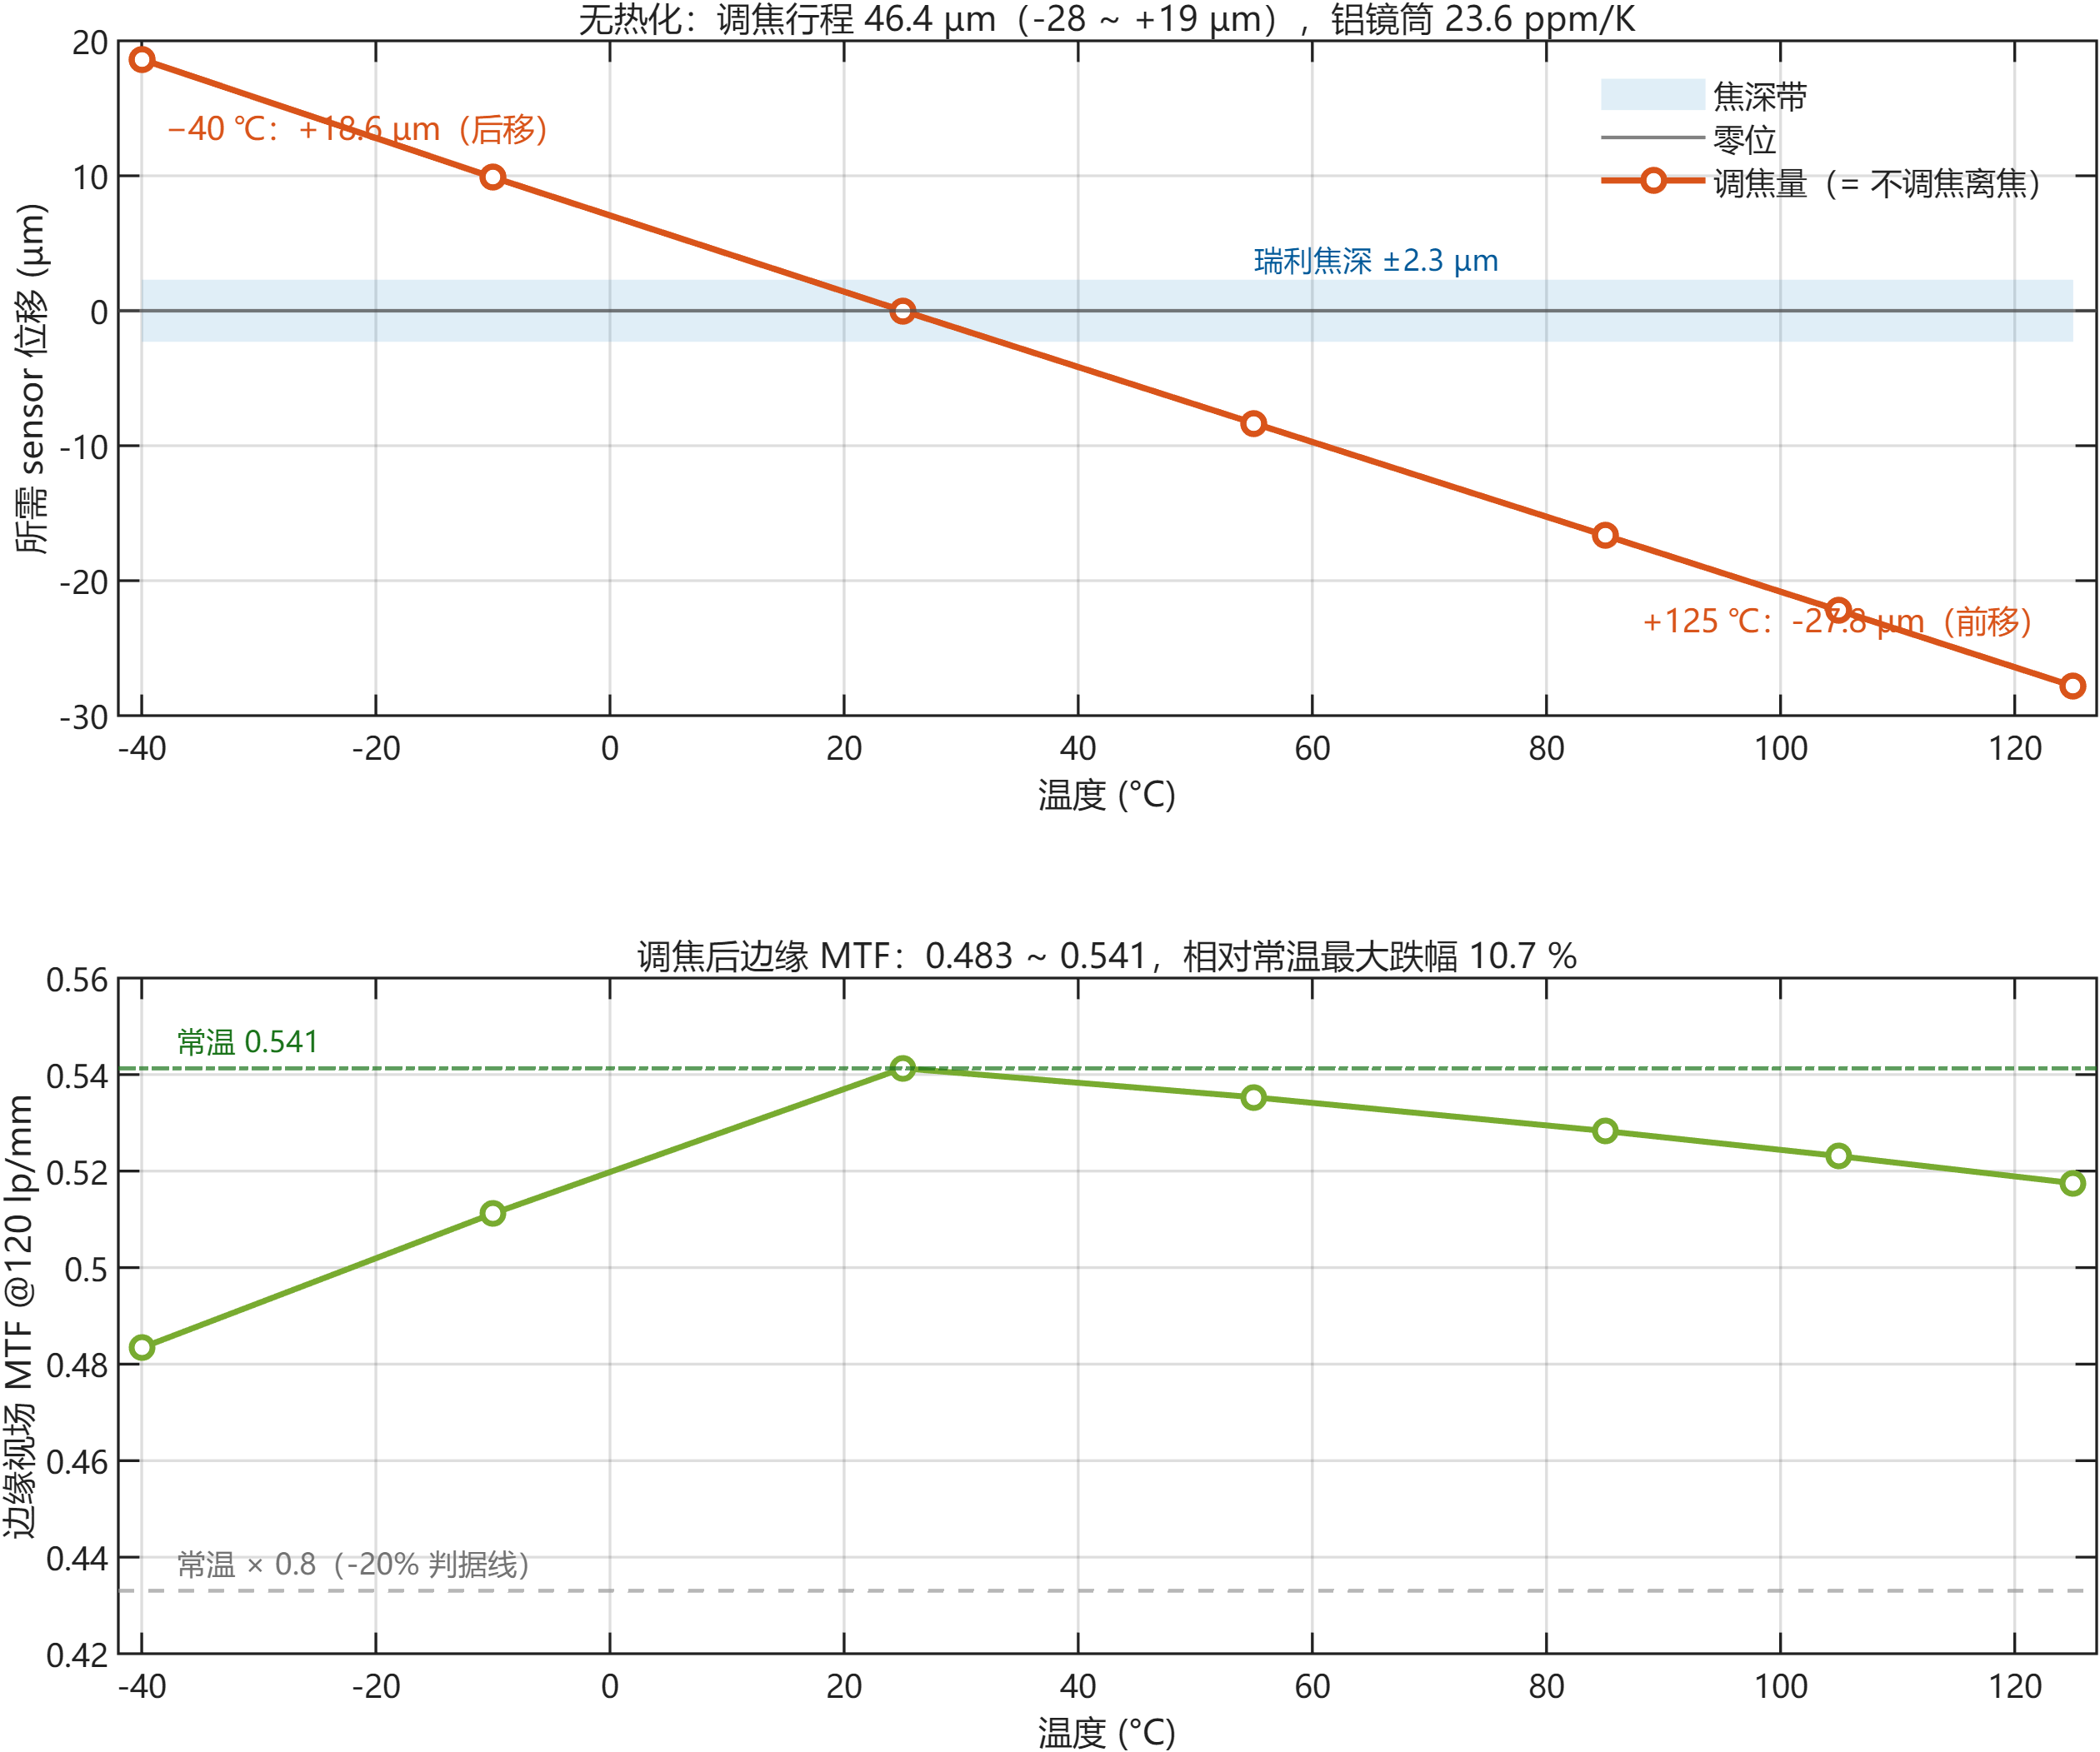 无热化：调焦行程 46.4 μm（-28 ~ +19 μm），铝镜筒 23.6 ppm/K
20
10
0
-10
-20
-30
所需 sensor 位移 (μm)
−40 ℃：+18.6 μm（后移）
焦深带
零位
调焦量（= 不调焦离焦）
瑞利焦深 ±2.3 μm
+125 ℃：-27.8 μm（前移）
-40 -20 0 20 40 60 80 100 120
温度 (°C)
调焦后边缘 MTF：0.483 ~ 0.541，相对常温最大跌幅 10.7 %
0.56
0.54
0.52
0.5
0.48
0.46
0.44
0.42
边缘视场 MTF @120 lp/mm
常温 0.541
常温 × 0.8（-20% 判据线）
-40 -20 0 20 40 60 80 100 120
温度 (°C)